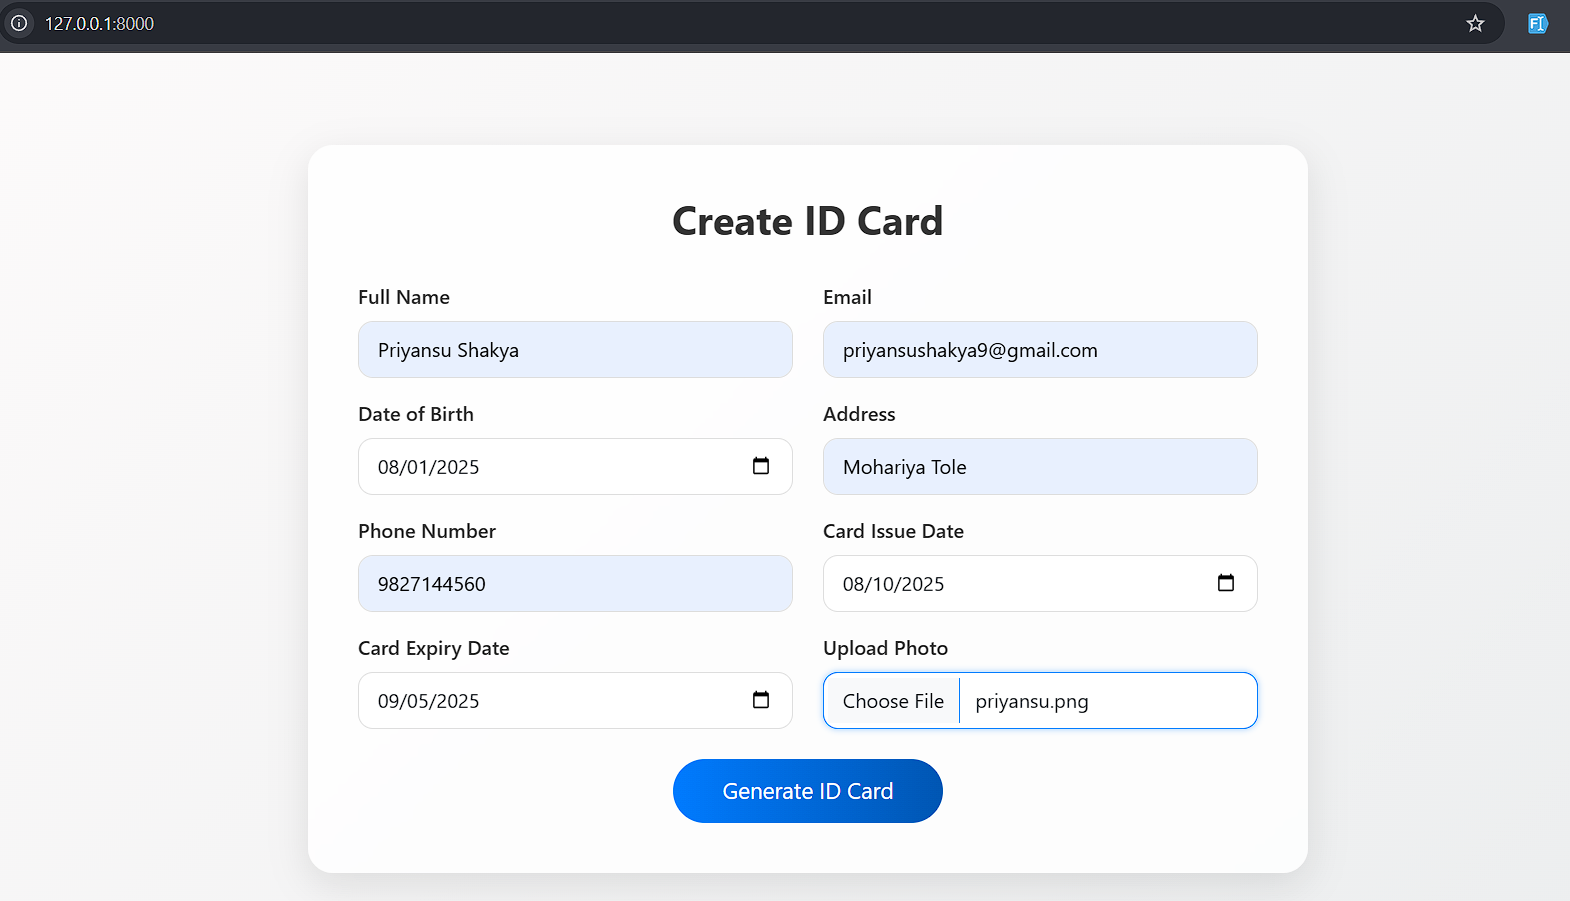 127.0.0.1:8000
Create ID Card
Full Name
Email
Priyansu Shakya
priyansushakya9@gmail.com
Date of Birth
Address
08/01/2025
Mohariya Tole
Phone Number
Card Issue Date
9827144560
08/10/2025
Card Expiry Date
Upload Photo
09/05/2025
Choose File priyansu.png
Generate ID Card